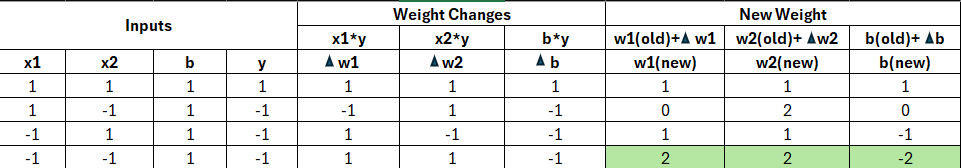 Inputs Weight Changes New Weight
x1*y x2*y b*y w1(old)+▲ w1 w2(old)+ ▲w2 b(old)+ ▲b
x1 x2 b y ▲ w1 ▲ w2 ▲ b w1(new) w2(new) b(new)
1 1 1 1 1 1 1 1 1 1
1 -1 1 -1 -1 1 -1 0 2 0
-1 1 1 -1 1 -1 -1 1 1 -1
-1 -1 1 -1 1 1 -1 2 2 -2